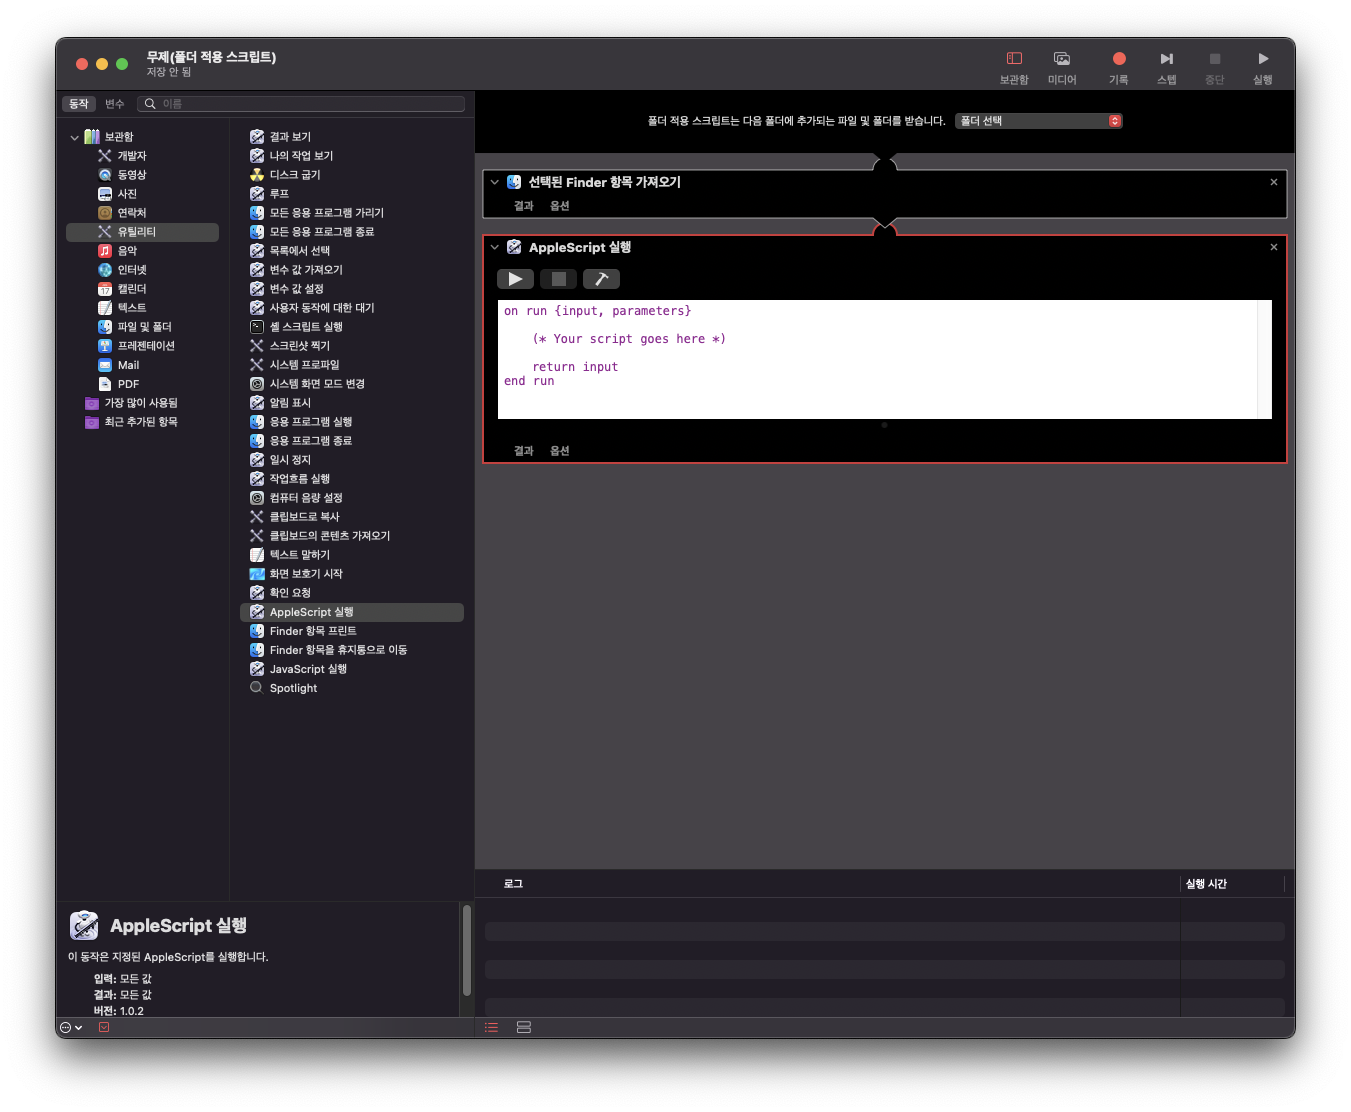 무제(폴더 적용 스크립트)
저장 안 됨
보관함
미디어
기록
스텝
중단
실행
동작
변수
이름
보관함
개발자
동영상
사진
연락처
유틸리티
음악
인터넷
캘린더
텍스트
파일 및 폴더
프레젠테이션
Mail
PDF
가장 많이 사용됨
최근 추가된 항목
결과 보기
나의 작업 보기
디스크 굽기
루프
모든 응용 프로그램 가리기
모든 응용 프로그램 종료
목록에서 선택
변수 값 가져오기
변수 값 설정
사용자 동작에 대한 대기
셸 스크립트 실행
스크린샷 찍기
시스템 프로파일
시스템 화면 모드 변경
알림 표시
응용 프로그램 실행
응용 프로그램 종료
일시 정지
작업흐름 실행
컴퓨터 음량 설정
클립보드로 복사
클립보드의 콘텐츠 가져오기
텍스트 말하기
화면 보호기 시작
확인 요청
AppleScript 실행
Finder 항목 프린트
Finder 항목을 휴지통으로 이동
JavaScript 실행
Spotlight
폴더 적용 스크립트는 다음 폴더에 추가되는 파일 및 폴더를 받습니다. 폴더 선택
선택된 Finder 항목 가져오기
결과 옵션
AppleScript 실행
on run {input, parameters}
(* Your script goes here *)
return input
end run
결과 옵션
로그 실행 시간
AppleScript 실행
이 동작은 지정된 AppleScript를 실행합니다.
입력: 모든 값
결과: 모든 값
버전: 1.0.2